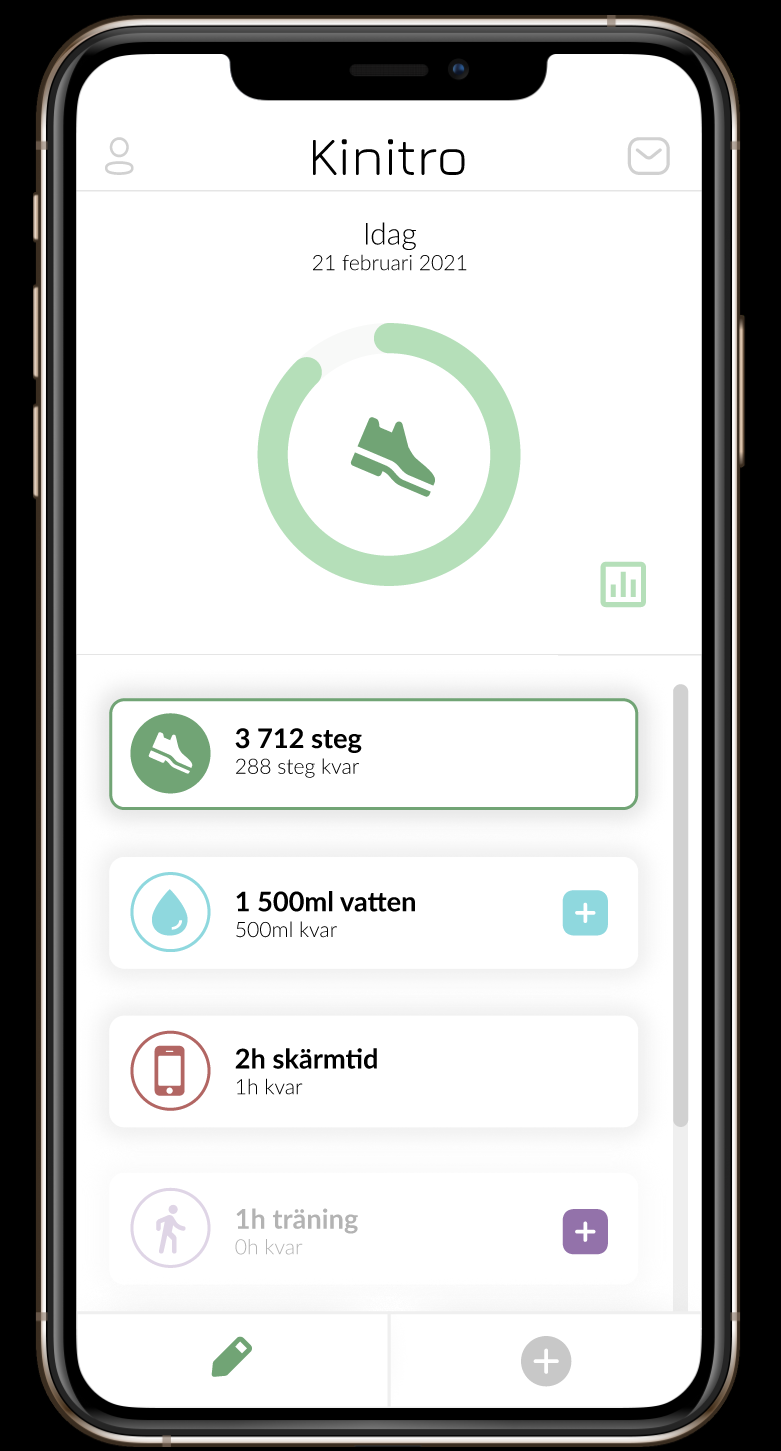 Kinitro
Idag
21 februari 2021
3 712 steg
288 steg kvar
1 500ml vatten
500ml kvar
2h skärmtid
1h kvar
1h träning
0h kvar